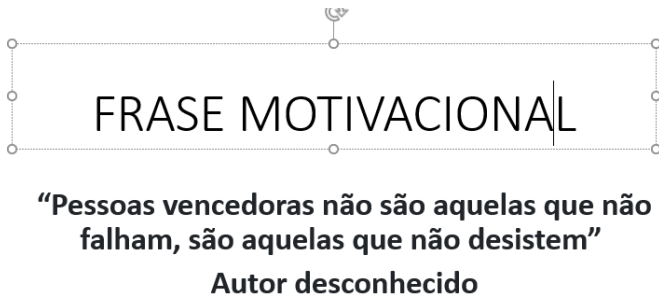 FRASE MOTIVACIONAL
“Pessoas vencedoras não são aquelas que não
falham, são aquelas que não desistem”
Autor desconhecido